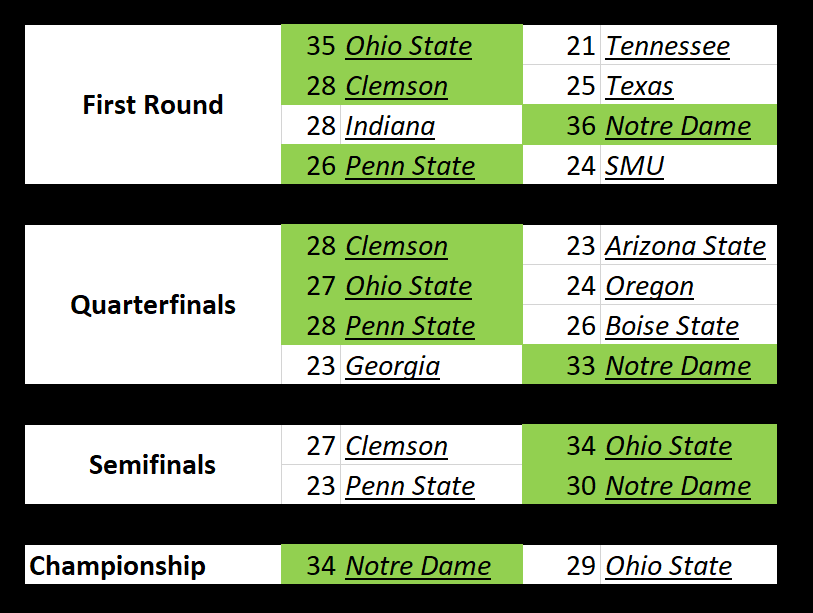 35 Ohio State 21 Tennessee
28 Clemson 25 Texas
First Round
28 Indiana 36 Notre Dame
26 Penn State 24 SMU
28 Clemson 23 Arizona State
27 Ohio State 24 Oregon
Quarterfinals
28 Penn State 26 Boise State
23 Georgia 33 Notre Dame
27 Clemson 34 Ohio State
Semifinals
23 Penn State 30 Notre Dame
Championship 34 Notre Dame 29 Ohio State